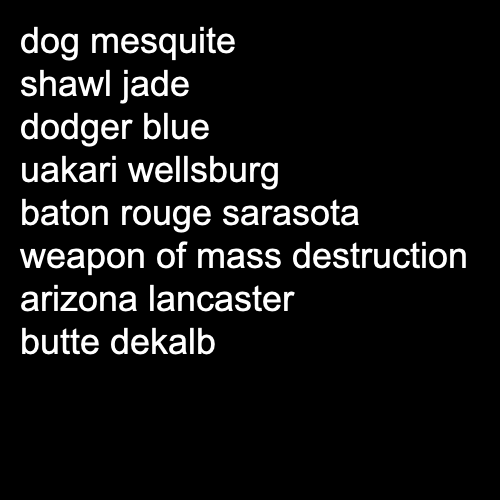 dog mesquite
shawl jade
dodger blue
uakari wellsburg
baton rouge sarasota
weapon of mass destruction
arizona lancaster
butte dekalb